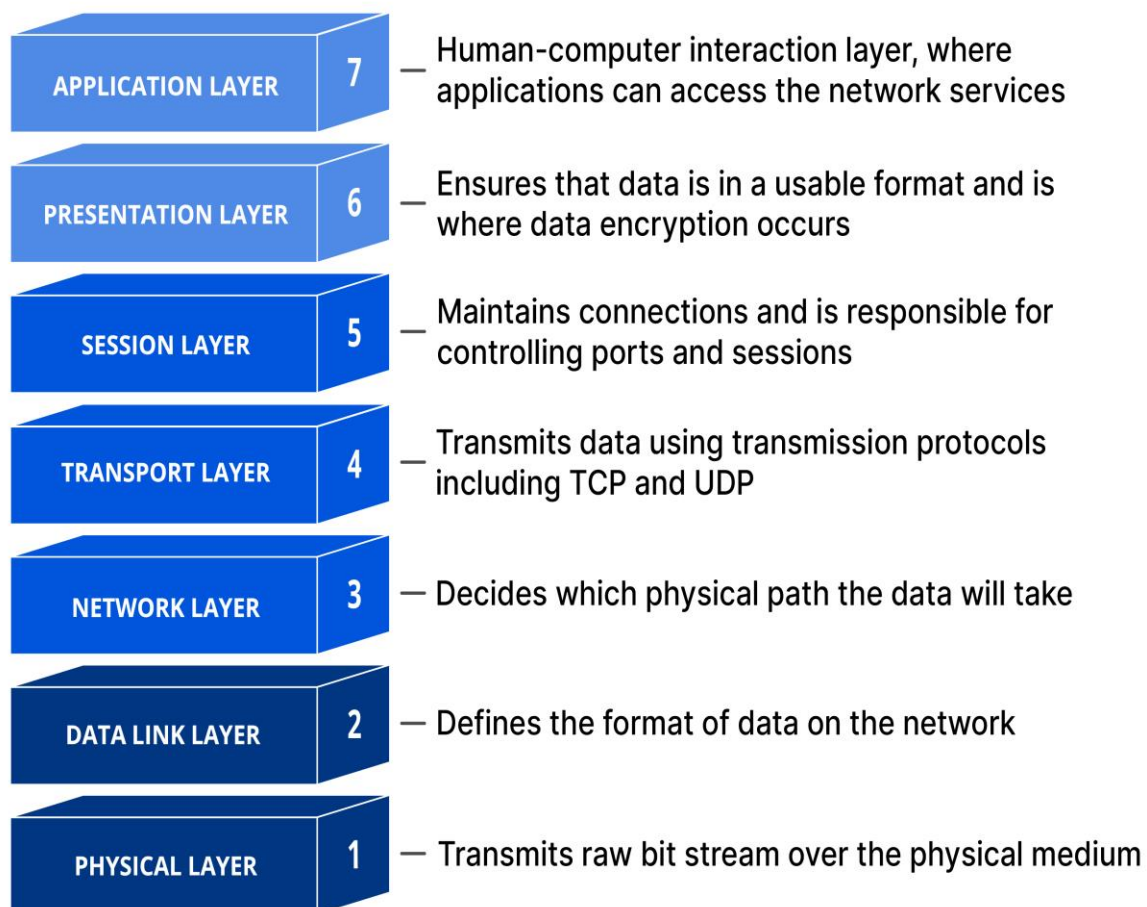 APPLICATION LAYER
7
Human-computer interaction layer, where
applications can access the network services
PRESENTATION LAYER
6
Ensures that data is in a usable format and is
where data encryption occurs
SESSION LAYER
5
Maintains connections and is responsible for
controlling ports and sessions
TRANSPORT LAYER
4
Transmits data using transmission protocols
including TCP and UDP
NETWORK LAYER
3
Decides which physical path the data will take
DATA LINK LAYER
2
Defines the format of data on the network
PHYSICAL LAYER
1
Transmits raw bit stream over the physical medium